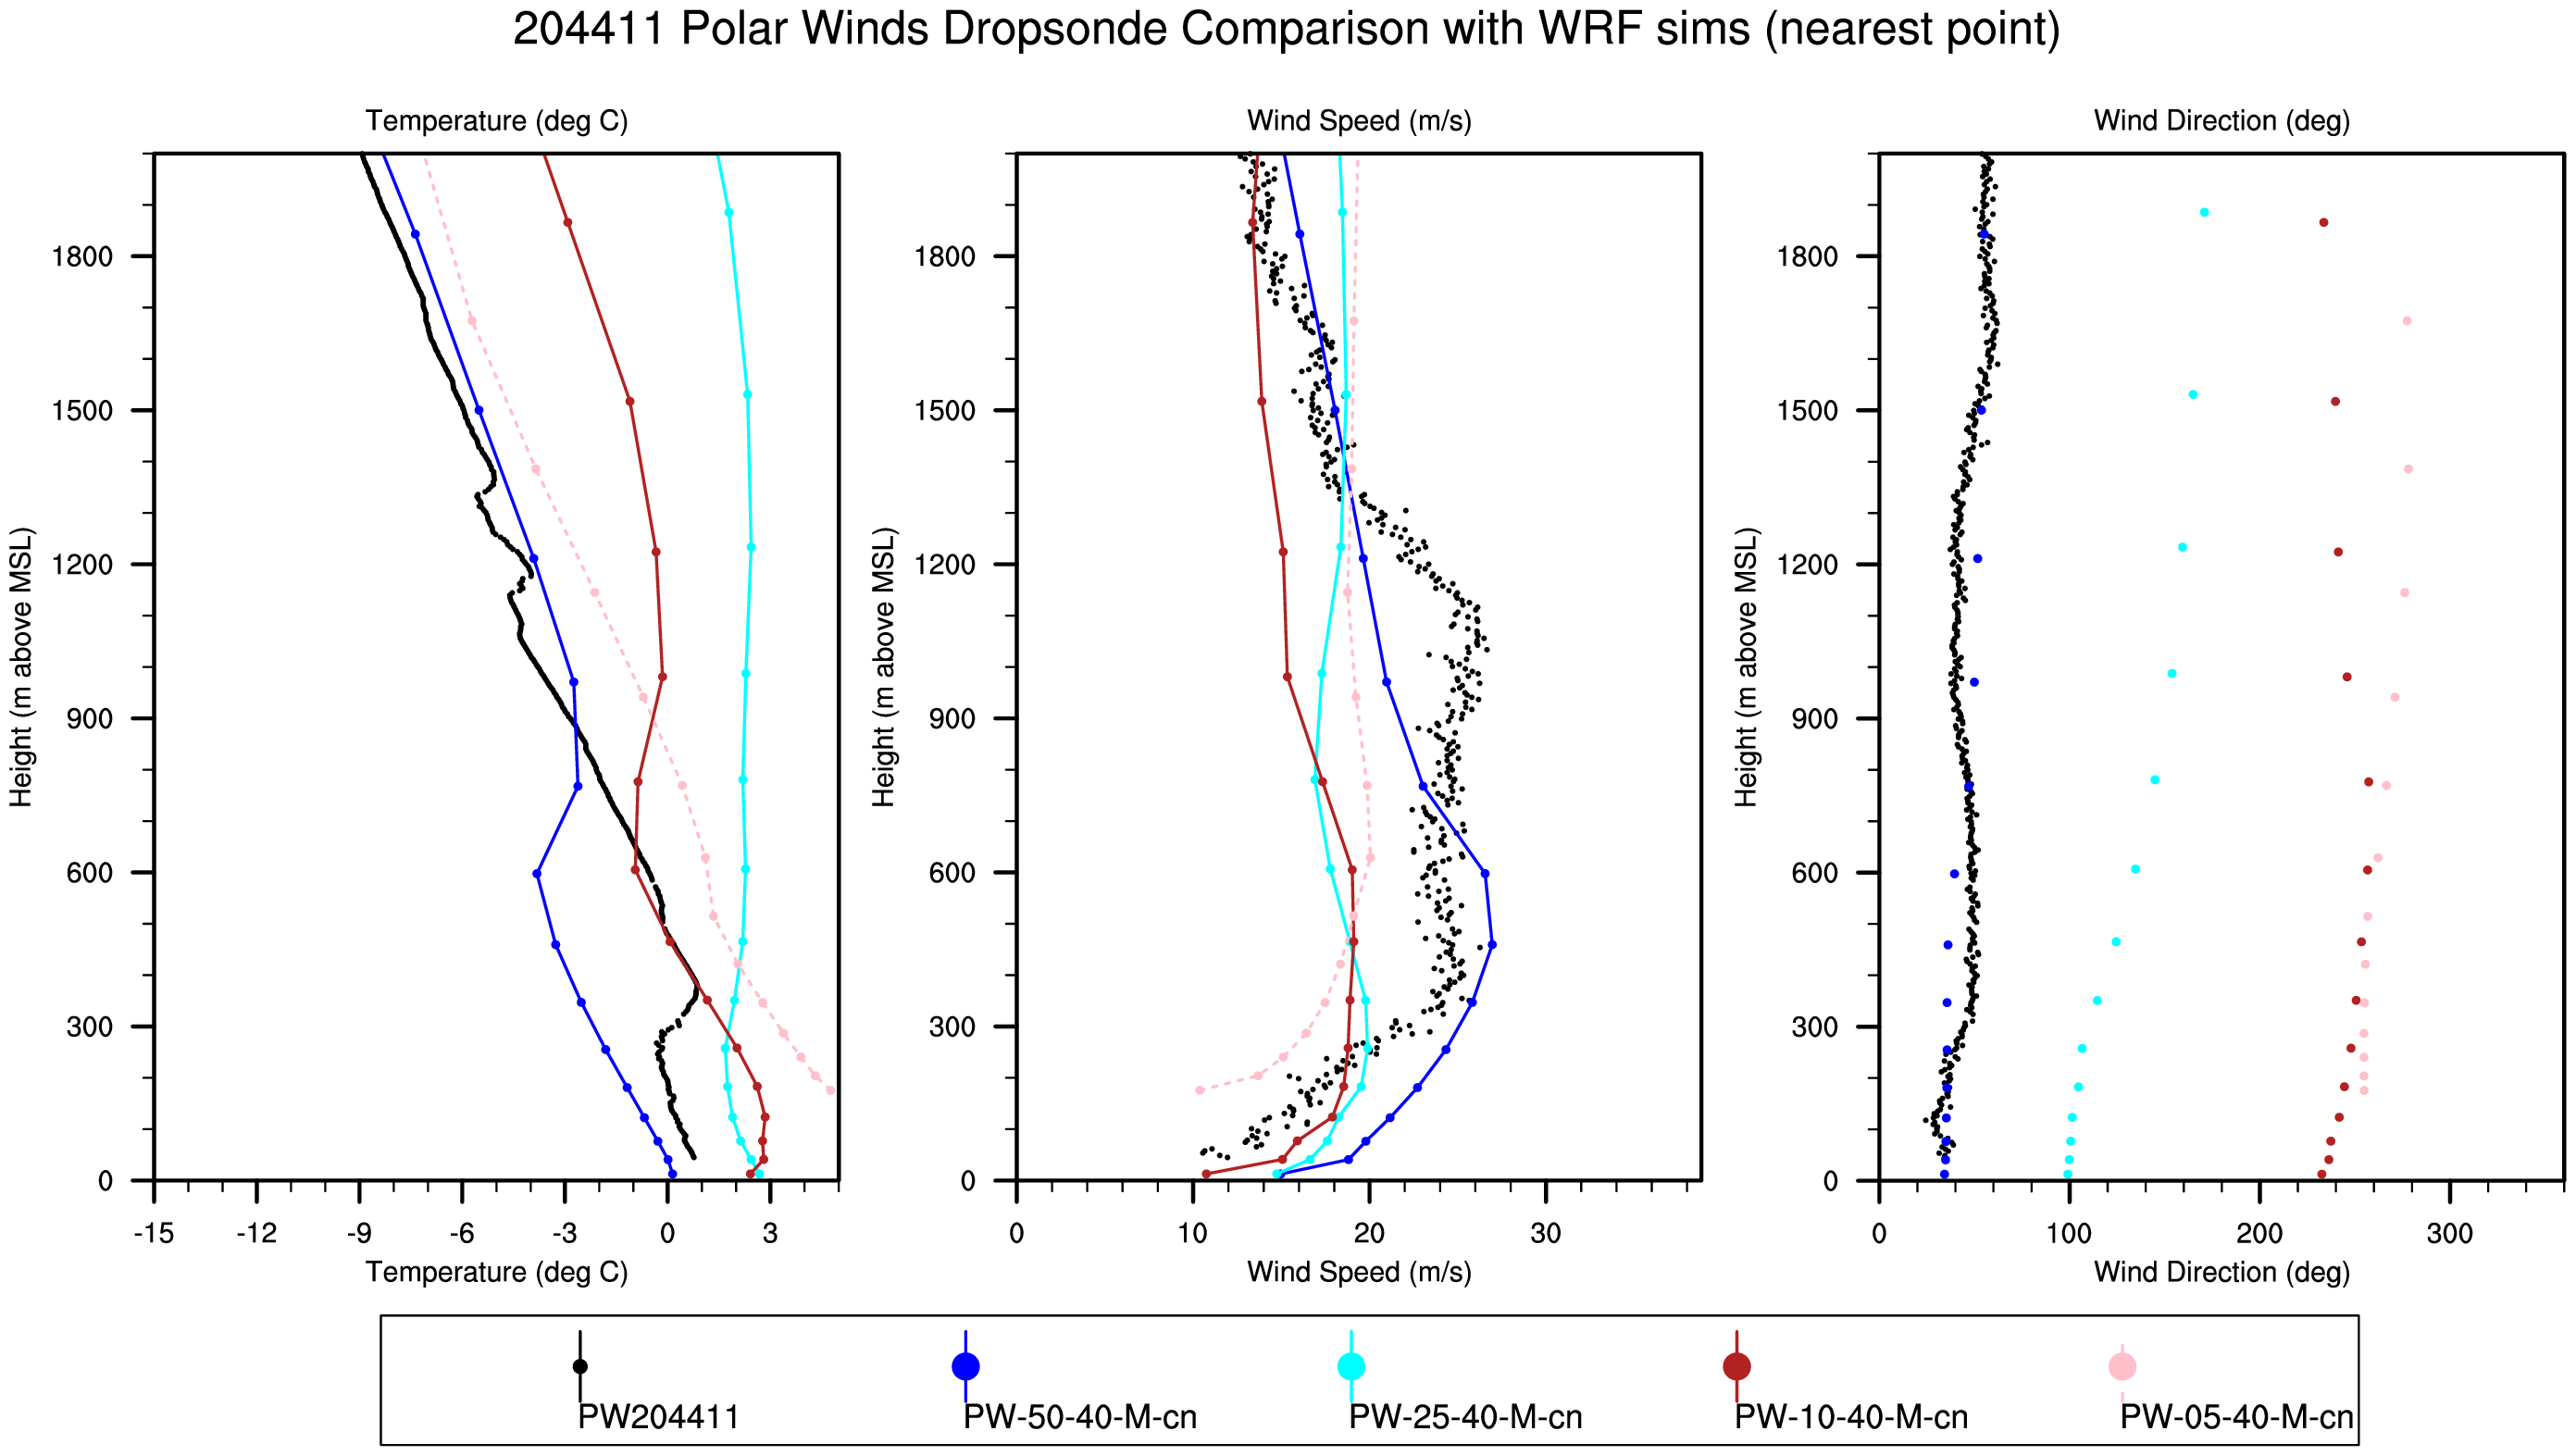 204411 Polar Winds Dropsonde Comparison with WRF sims (nearest point)
Temperature (deg C)
Wind Speed (m/s)
Wind Direction (deg)
Height (m above MSL)
1800
1500
1200
900
600
300
0
-15 -12 -9 -6 -3 0 3
Temperature (deg C)
Height (m above MSL)
1800
1500
1200
900
600
300
0
0 10 20 30
Wind Speed (m/s)
Height (m above MSL)
1800
1500
1200
900
600
300
0
0 100 200 300
Wind Direction (deg)
PW204411
PW-50-40-M-cn
PW-25-40-M-cn
PW-10-40-M-cn
PW-05-40-M-cn